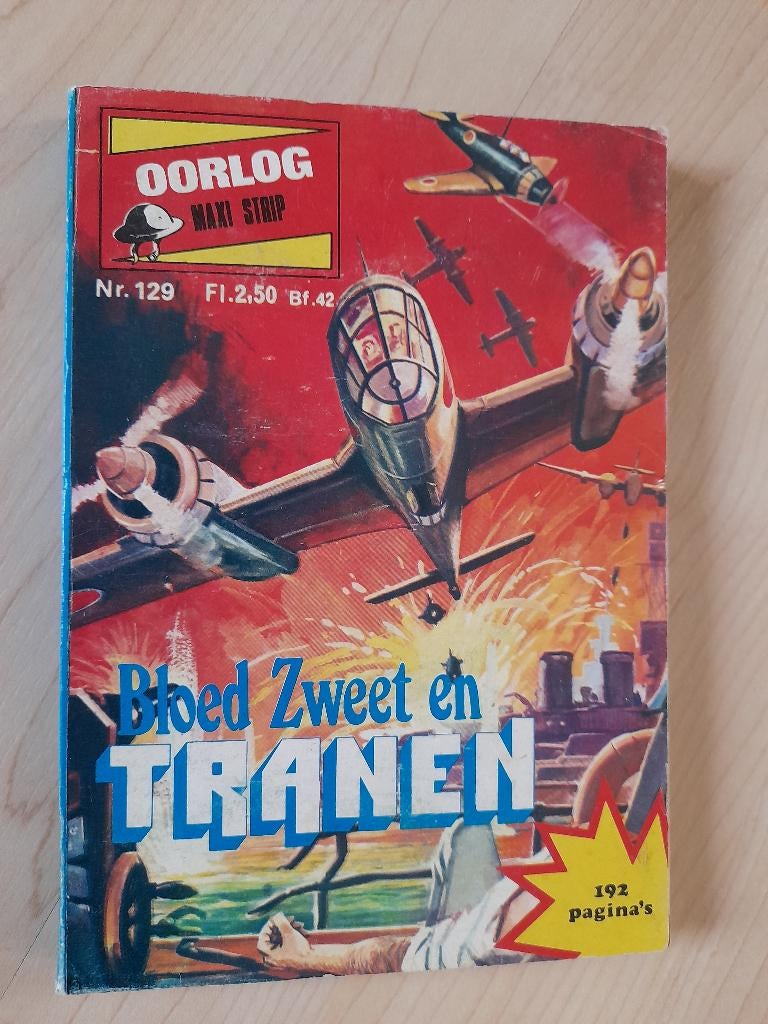 OORLOG
MAXI STRIP
Nr. 129 Fl.2,50 Bf.42
Bloed Zweet en
TRANEN
192
pagina's